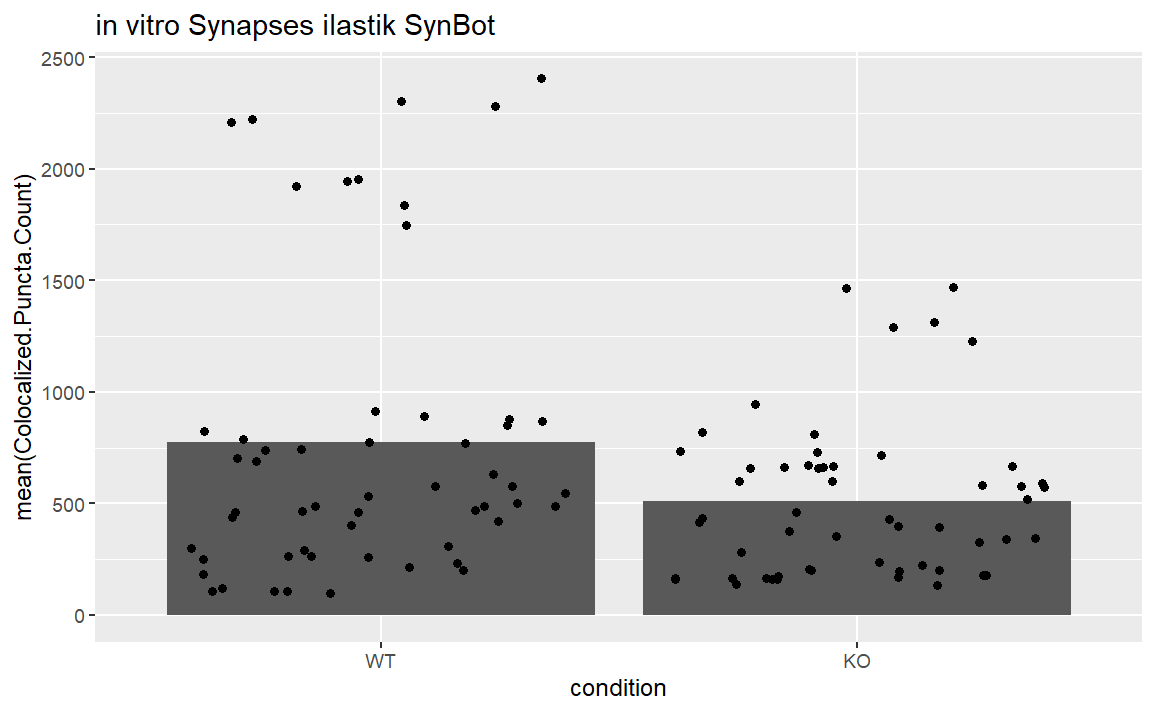 in vitro Synapses ilastik SynBot
mean(Colocalized.Puncta.Count)
2500
2000
1500
1000
500
0
WT
KO
condition